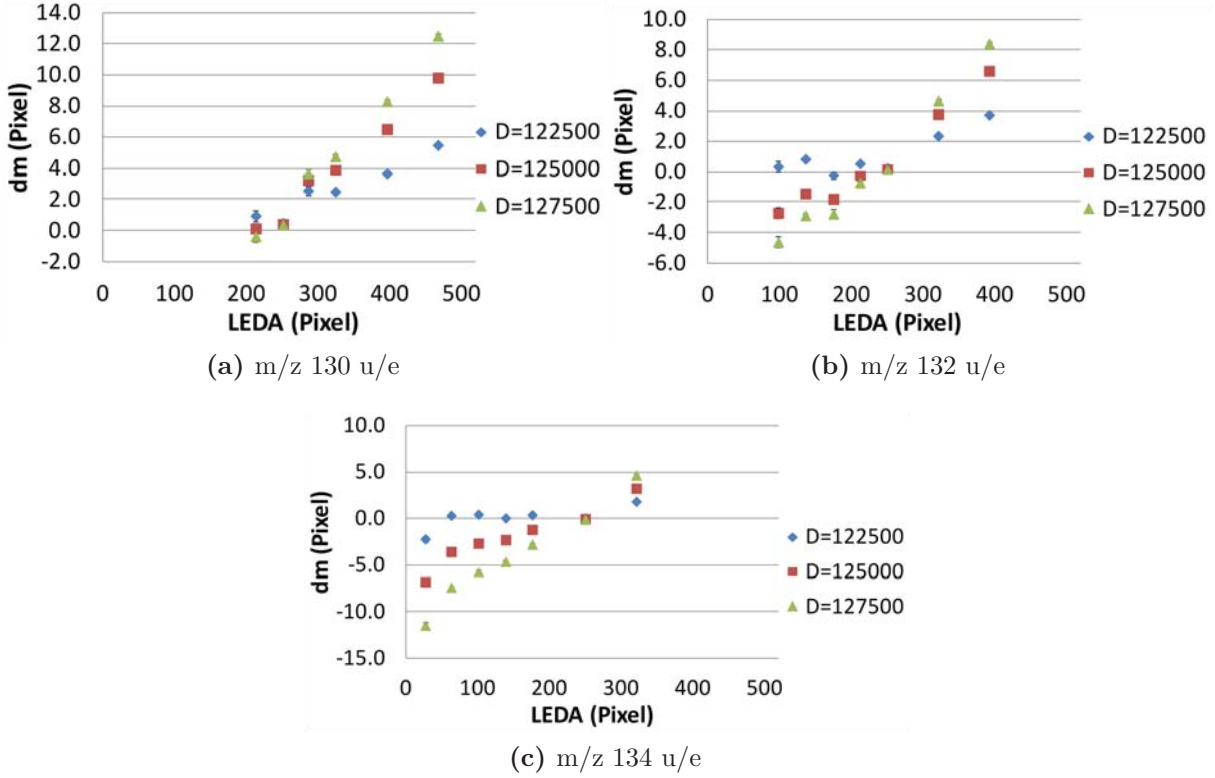 14.0
12.0
10.0
8.0
6.0
4.0
2.0
0.0
-2.0
dm (Pixel)
0 100 200 300 400 500
LEDA (Pixel)
D=122500
D=125000
D=127500
(a) m/z 130 u/e
10.0
8.0
6.0
4.0
2.0
0.0
-2.0
-4.0
-6.0
dm (Pixel)
0 100 200 300 400 500
LEDA (Pixel)
D=122500
D=125000
D=127500
(b) m/z 132 u/e
10.0
5.0
0.0
-5.0
-10.0
-15.0
dm (Pixel)
0 100 200 300 400 500
LEDA (Pixel)
D=122500
D=125000
D=127500
(c) m/z 134 u/e